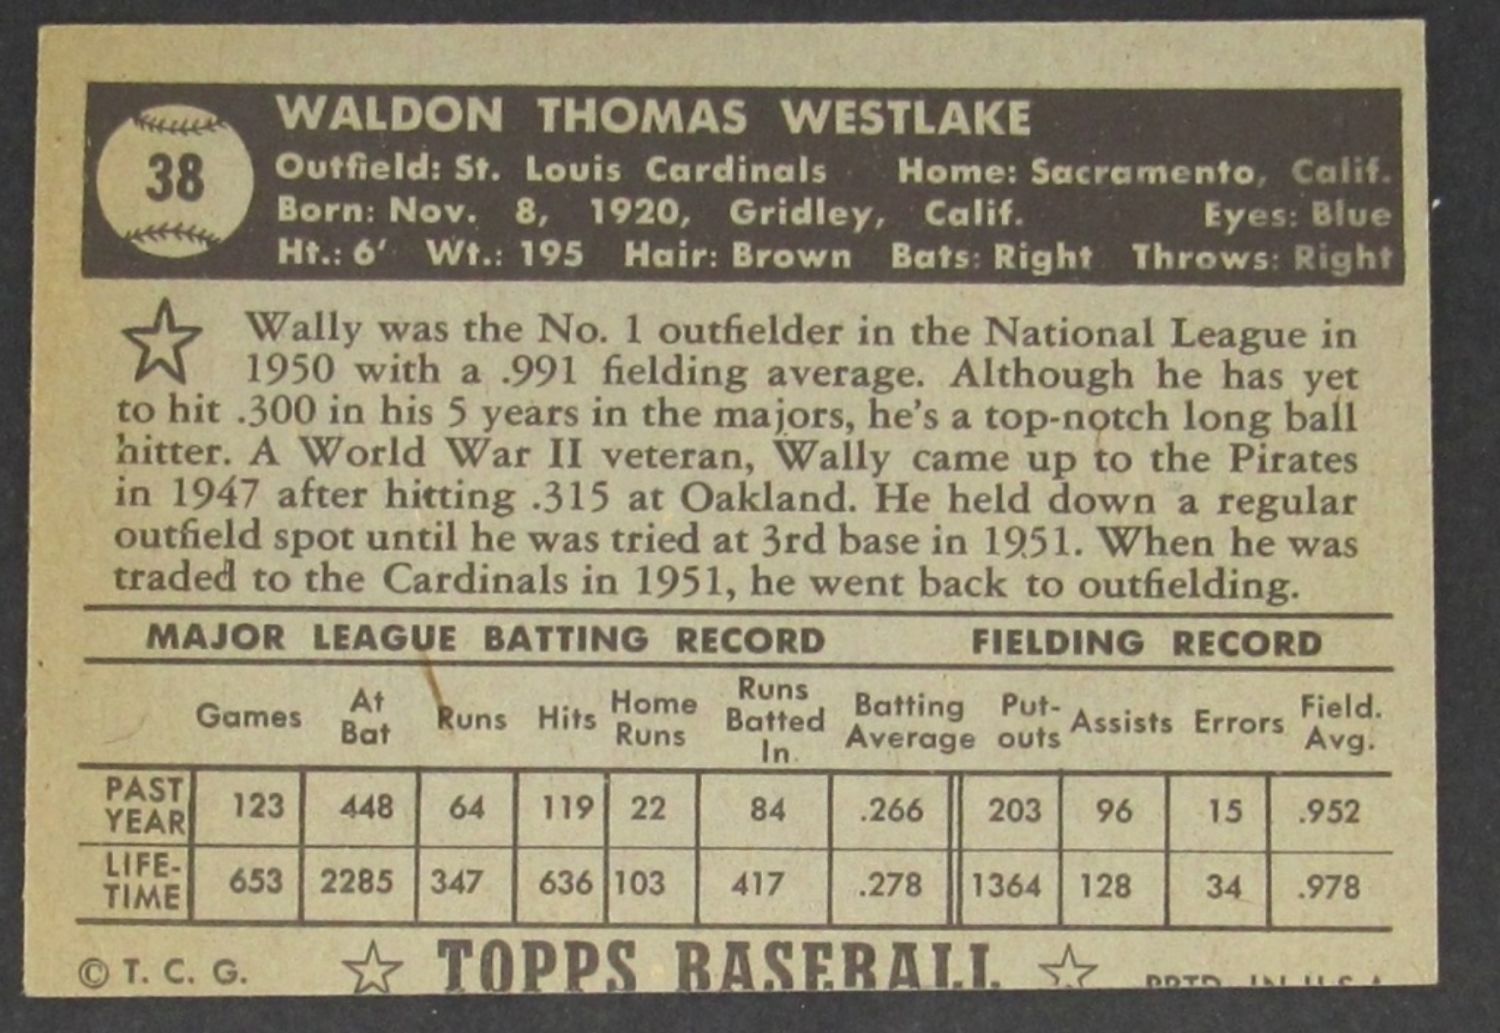 38
WALDON THOMAS WESTLAKE
Outfield: St. Louis Cardinals Home: Sacramento, Calif.
Born: Nov. 8, 1920, Gridley, Calif. Eyes: Blue
Ht.: 6' Wt.: 195 Hair: Brown Bats: Right Throws: Right
Wally was the No. 1 outfielder in the National League in
1950 with a .991 fielding average. Although he has yet
to hit .300 in his 5 years in the majors, he's a top-notch long ball
hitter. A World War II veteran, Wally came up to the Pirates
in 1947 after hitting .315 at Oakland. He held down a regular
outfield spot until he was tried at 3rd base in 1951. When he was
traded to the Cardinals in 1951, he went back to outfielding.
MAJOR LEAGUE BATTING RECORD FIELDING RECORD
Games At Bat Runs Hits Home Runs Runs Batted In Batting Average Put-outs Assists Errors Field. Avg.
PAST YEAR 123 448 64 119 22 84 .266 203 96 15 .952
LIFE-TIME 653 2285 347 636 103 417 .278 1364 128 34 .978
© T. C. G. TOPPS BASEBALL PRTD. IN U.S.A.